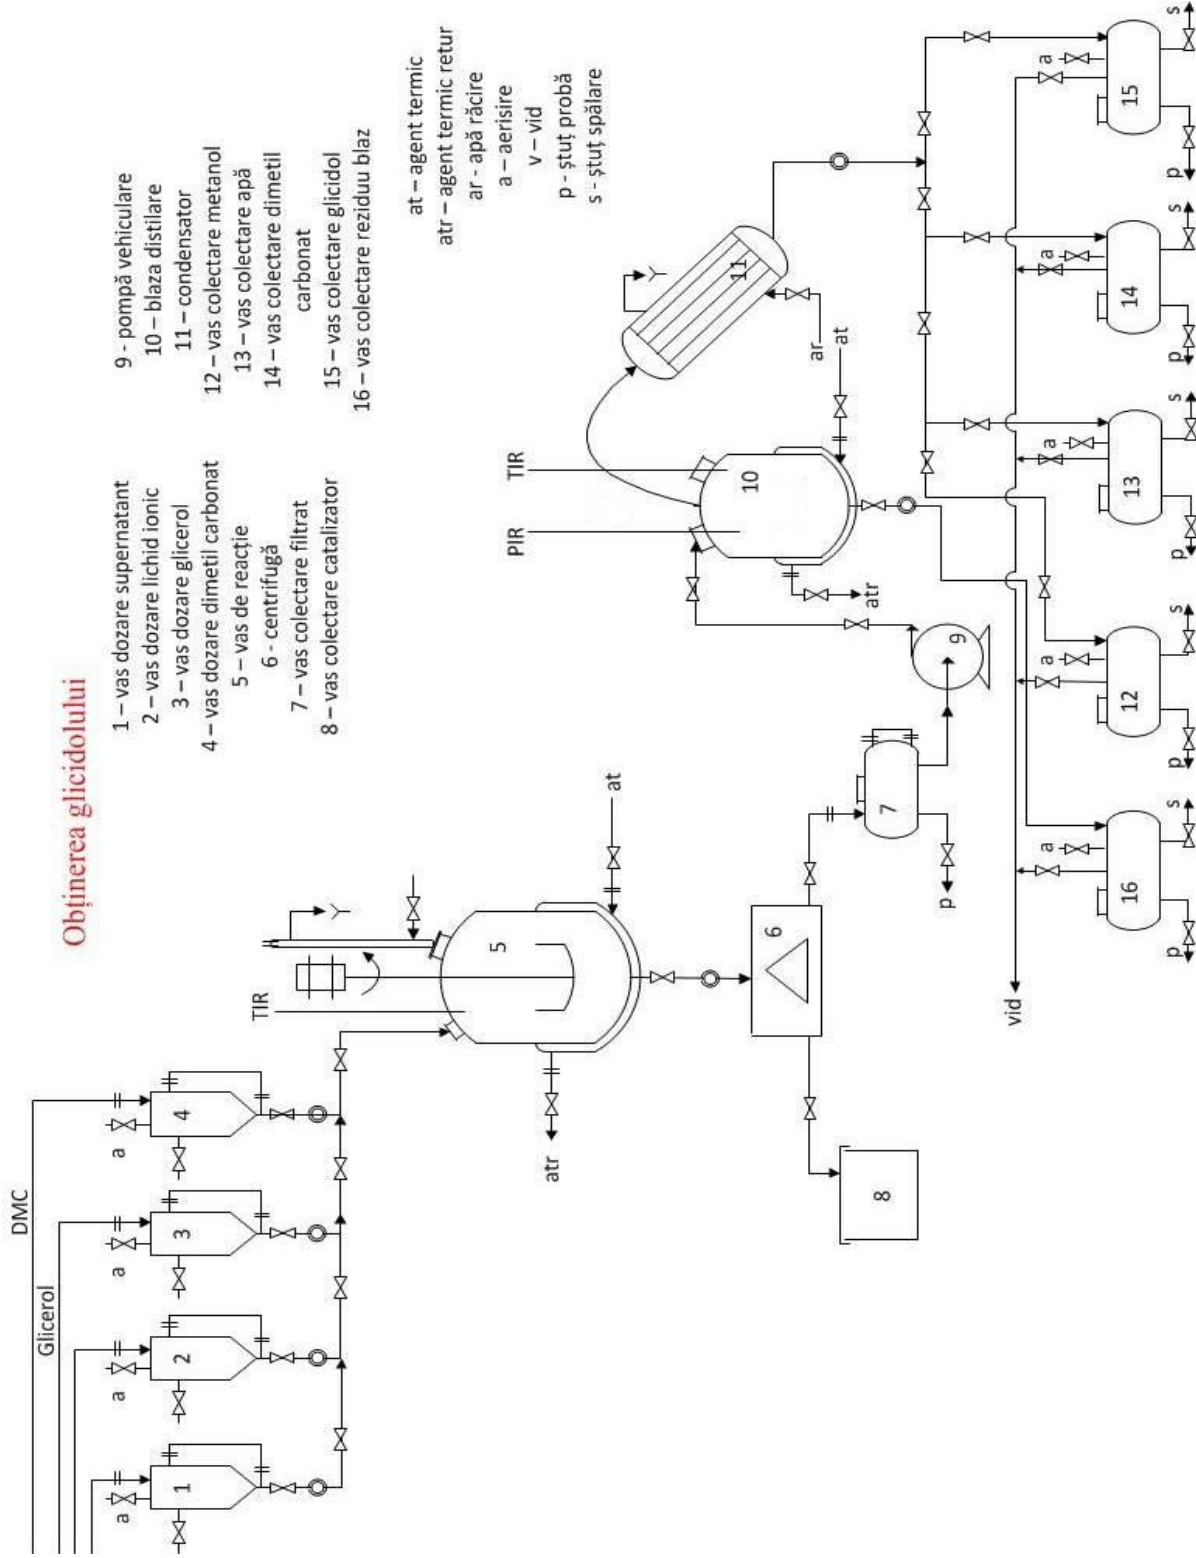 Obținerea glicidolului
1 – vas dozare supernatant
2 – vas dozare lichid ionic
3 – vas dozare glicerol
4 – vas dozare dimetil carbonat
5 – vas de reacție
6 - centrifugă
7 – vas colectare filtrat
8 – vas colectare catalizator
9 - pompă vehiculare
10 – blaza distilare
11 – condensator
12 – vas colectare metanol
13 – vas colectare apă
14 – vas colectare dimetil
carbonat
15 – vas colectare glicidol
16 – vas colectare reziduu blaz
at – agent termic
atr – agent termic retur
ar - apă răcire
a – aerisire
v – vid
p - ștuț probă
s - ștuț spălare
DMC
Glicerol
a
a
a
a
1
2
3
4
TIR
5
at
atr
6
7
p
8
9
PIR
TIR
10
atr
at
ar
11
vid
16
a
p
s
12
a
p
s
13
a
p
s
14
a
p
s
15
a
p
s